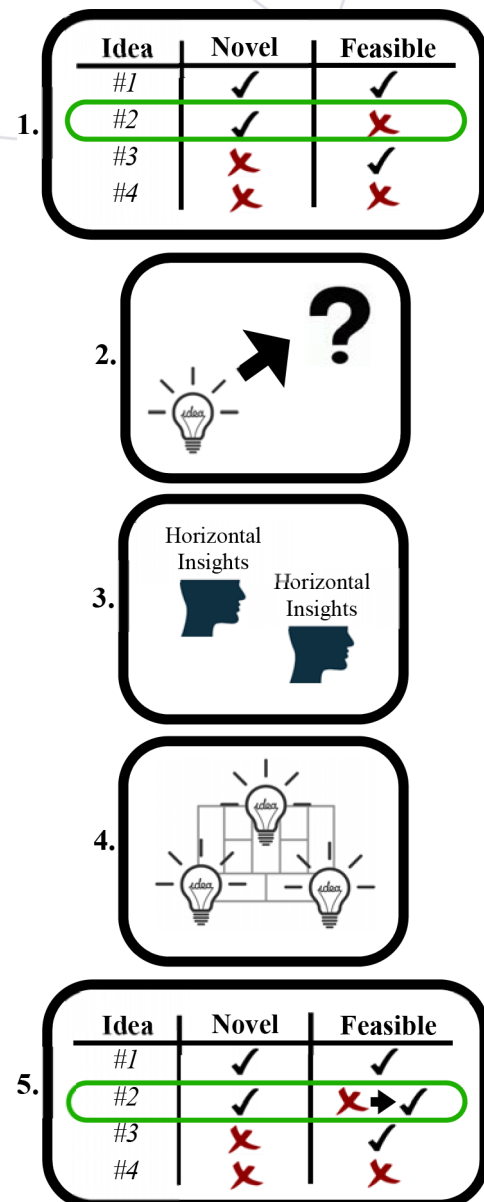 Idea Novel Feasible
#1 ✓ ✓
1. #2 ✓ ✗
#3 ✗ ✓
#4 ✗ ✗
2. ?
idea
Horizontal
Insights
3. Horizontal
Insights
idea
4.
idea idea
Idea Novel Feasible
#1 ✓ ✓
5. #2 ✓ ✗ → ✓
#3 ✗ ✓
#4 ✗ ✗